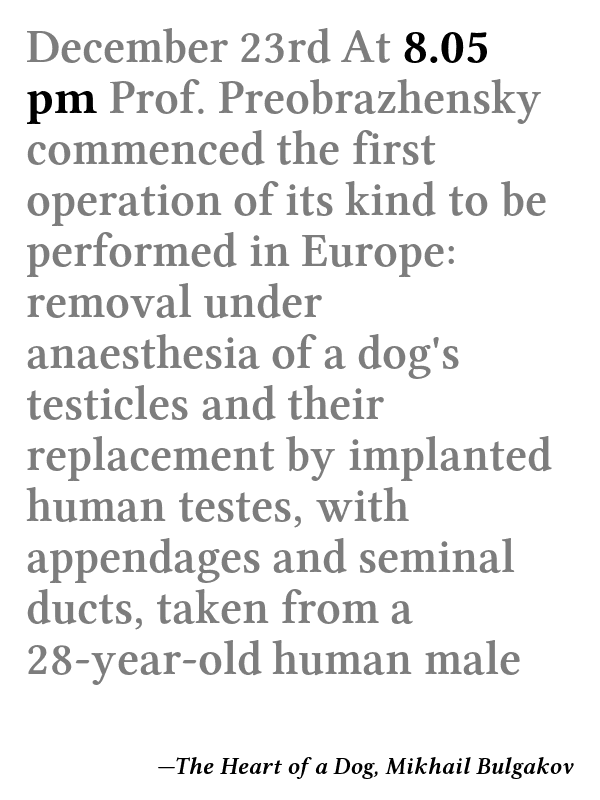 December 23rd At 8.05
pm Prof. Preobrazhensky
commenced the first
operation of its kind to be
performed in Europe:
removal under
anaesthesia of a dog's
testicles and their
replacement by implanted
human testes, with
appendages and seminal
ducts, taken from a
28-year-old human male
—The Heart of a Dog, Mikhail Bulgakov